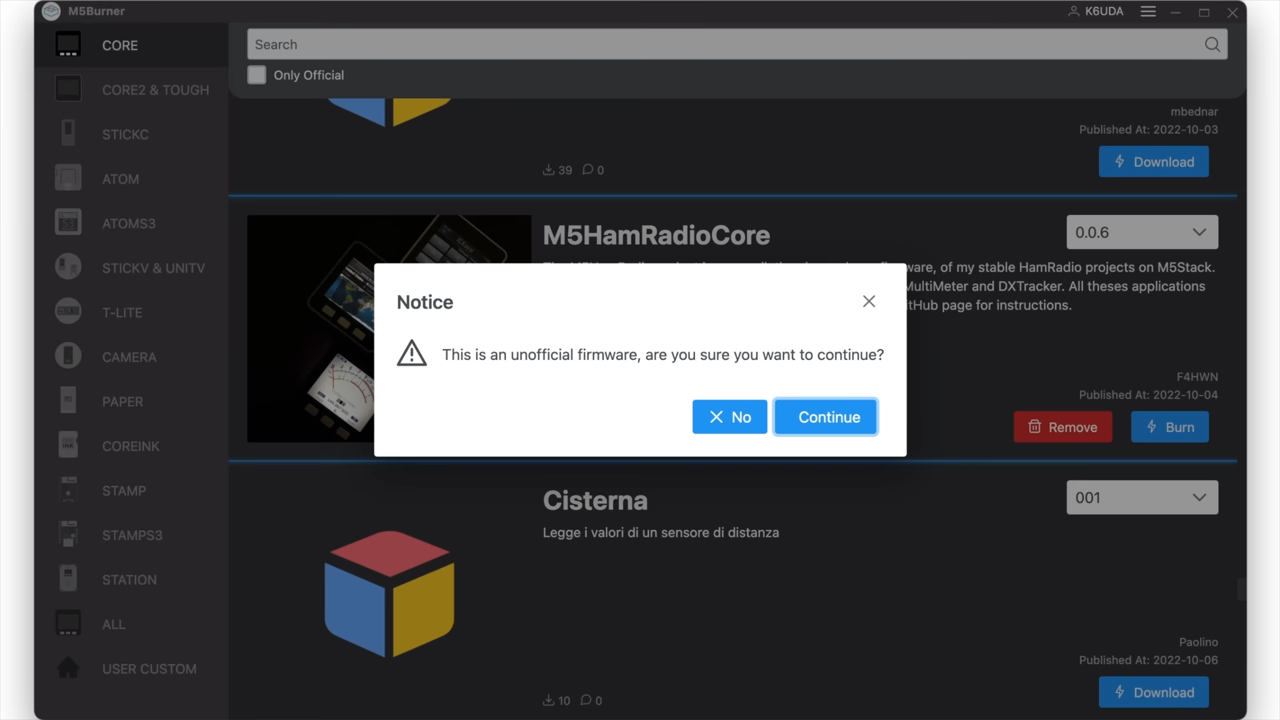 M5Burner
K6UDA
CORE
Search
Only Official
CORE2 & TOUGH
STICKC
ATOM
ATOMS3
STICKV & UNITV
T-LITE
CAMERA
PAPER
COREINK
STAMP
STAMPS3
STATION
ALL
USER CUSTOM
mbednar
Published At: 2022-10-03
39 0
Download
M5HamRadioCore
0.0.6
ware, of my stable HamRadio projects on M5Stack.
MultiMeter and DXTracker. All theses applications
itHub page for instructions.
F4HWN
Published At: 2022-10-04
Remove
Burn
Notice
This is an unofficial firmware, are you sure you want to continue?
No
Continue
Cisterna
001
Legge i valori di un sensore di distanza
Paolino
Published At: 2022-10-06
10 0
Download